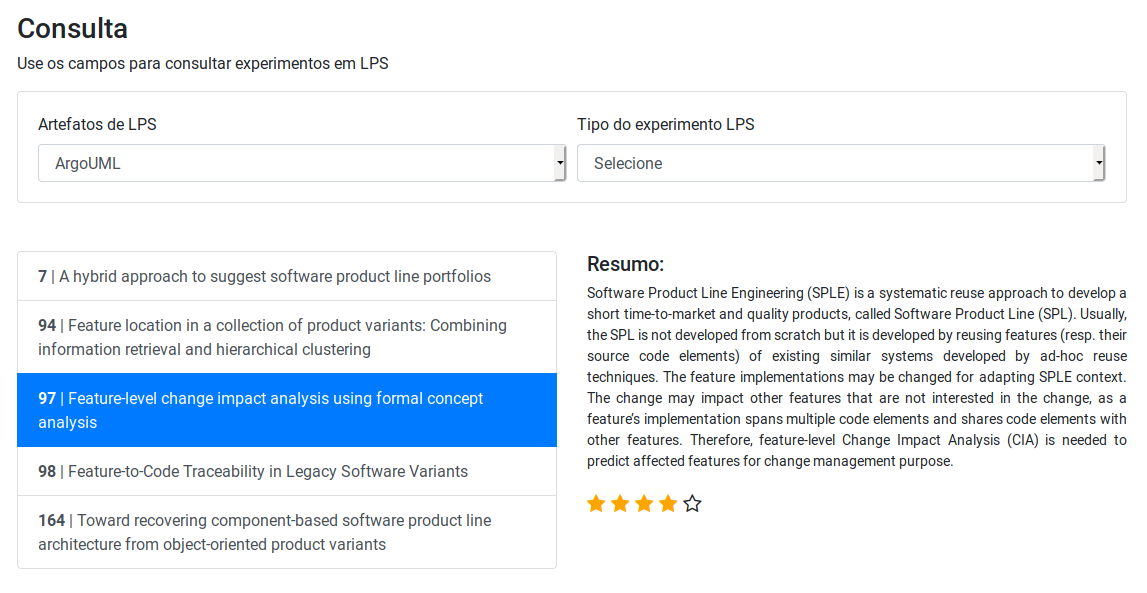 Consulta
Use os campos para consultar experimentos em LPS
Artefatos de LPS
Tipo do experimento LPS
ArgoUML
Selecione
7 | A hybrid approach to suggest software product line portfolios
94 | Feature location in a collection of product variants: Combining
information retrieval and hierarchical clustering
97 | Feature-level change impact analysis using formal concept
analysis
98 | Feature-to-Code Traceability in Legacy Software Variants
164 | Toward recovering component-based software product line
architecture from object-oriented product variants
Resumo:
Software Product Line Engineering (SPLE) is a systematic reuse approach to develop a
short time-to-market and quality products, called Software Product Line (SPL). Usually,
the SPL is not developed from scratch but it is developed by reusing features (resp. their
source code elements) of existing similar systems developed by ad-hoc reuse
techniques. The feature implementations may be changed for adapting SPLE context.
The change may impact other features that are not interested in the change, as a
feature’s implementation spans multiple code elements and shares code elements with
other features. Therefore, feature-level Change Impact Analysis (CIA) is needed to
predict affected features for change management purpose.